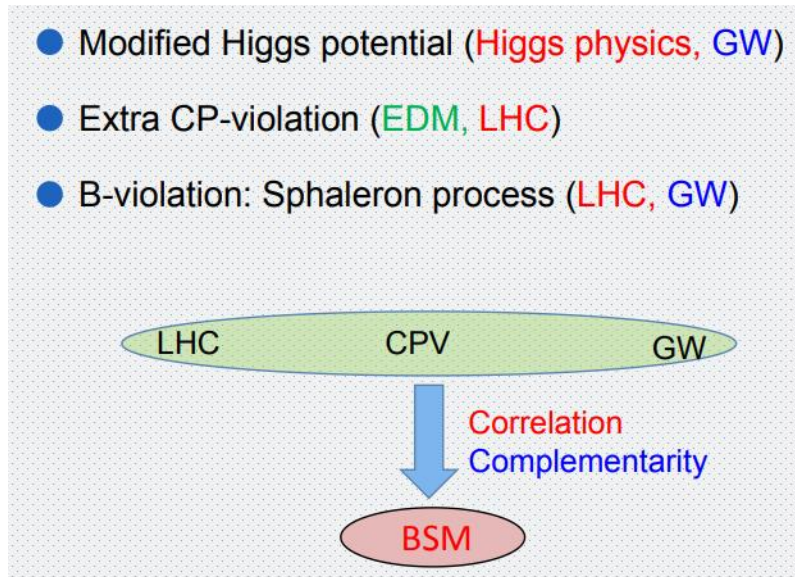 Modified Higgs potential (Higgs physics, GW)
Extra CP-violation (EDM, LHC)
B-violation: Sphaleron process (LHC, GW)
LHC CPV GW
Correlation
Complementarity
BSM